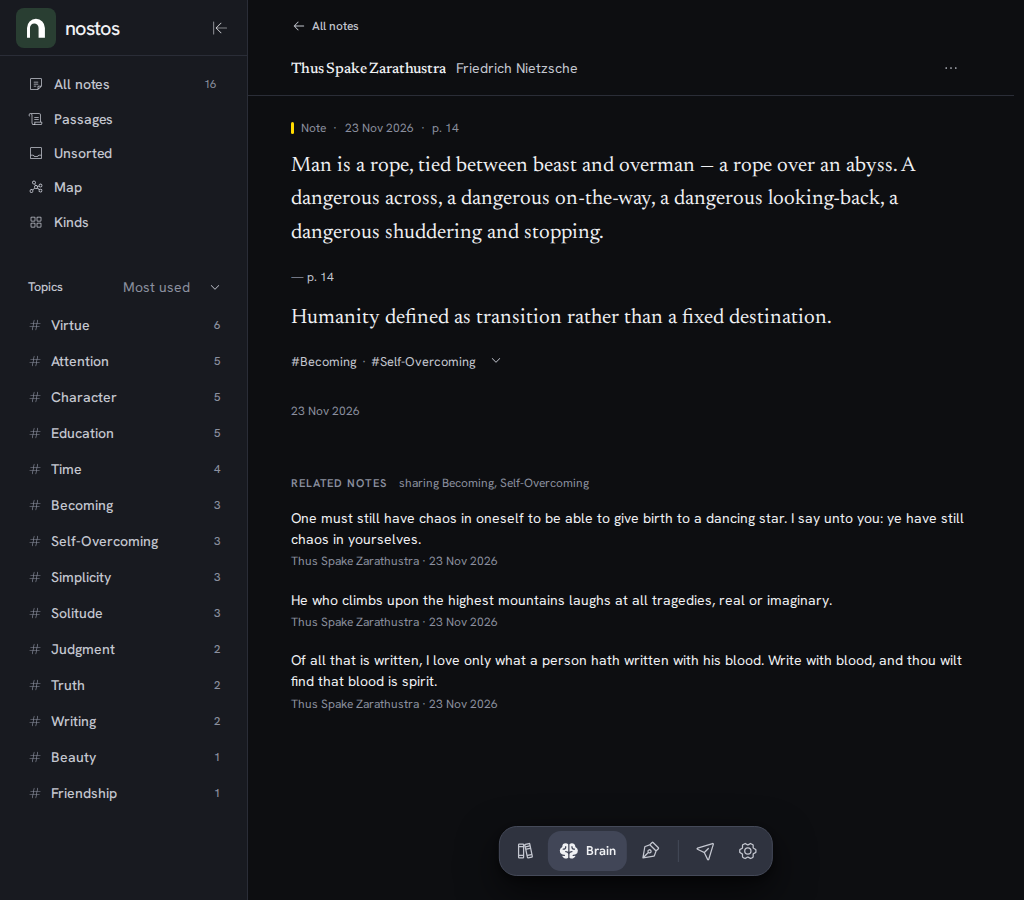 nostos
All notes 16
Passages
Unsorted
Map
Kinds
Topics Most used
# Virtue 6
# Attention 5
# Character 5
# Education 5
# Time 4
# Becoming 3
# Self-Overcoming 3
# Simplicity 3
# Solitude 3
# Judgment 2
# Truth 2
# Writing 2
# Beauty 1
# Friendship 1
← All notes
Thus Spake Zarathustra Friedrich Nietzsche ...
Note · 23 Nov 2026 · p. 14
Man is a rope, tied between beast and overman — a rope over an abyss. A
dangerous across, a dangerous on-the-way, a dangerous looking-back, a
dangerous shuddering and stopping.
— p. 14
Humanity defined as transition rather than a fixed destination.
#Becoming · #Self-Overcoming
23 Nov 2026
RELATED NOTES sharing Becoming, Self-Overcoming
One must still have chaos in oneself to be able to give birth to a dancing star. I say unto you: ye have still
chaos in yourselves.
Thus Spake Zarathustra · 23 Nov 2026
He who climbs upon the highest mountains laughs at all tragedies, real or imaginary.
Thus Spake Zarathustra · 23 Nov 2026
Of all that is written, I love only what a person hath written with his blood. Write with blood, and thou wilt
find that blood is spirit.
Thus Spake Zarathustra · 23 Nov 2026
Brain